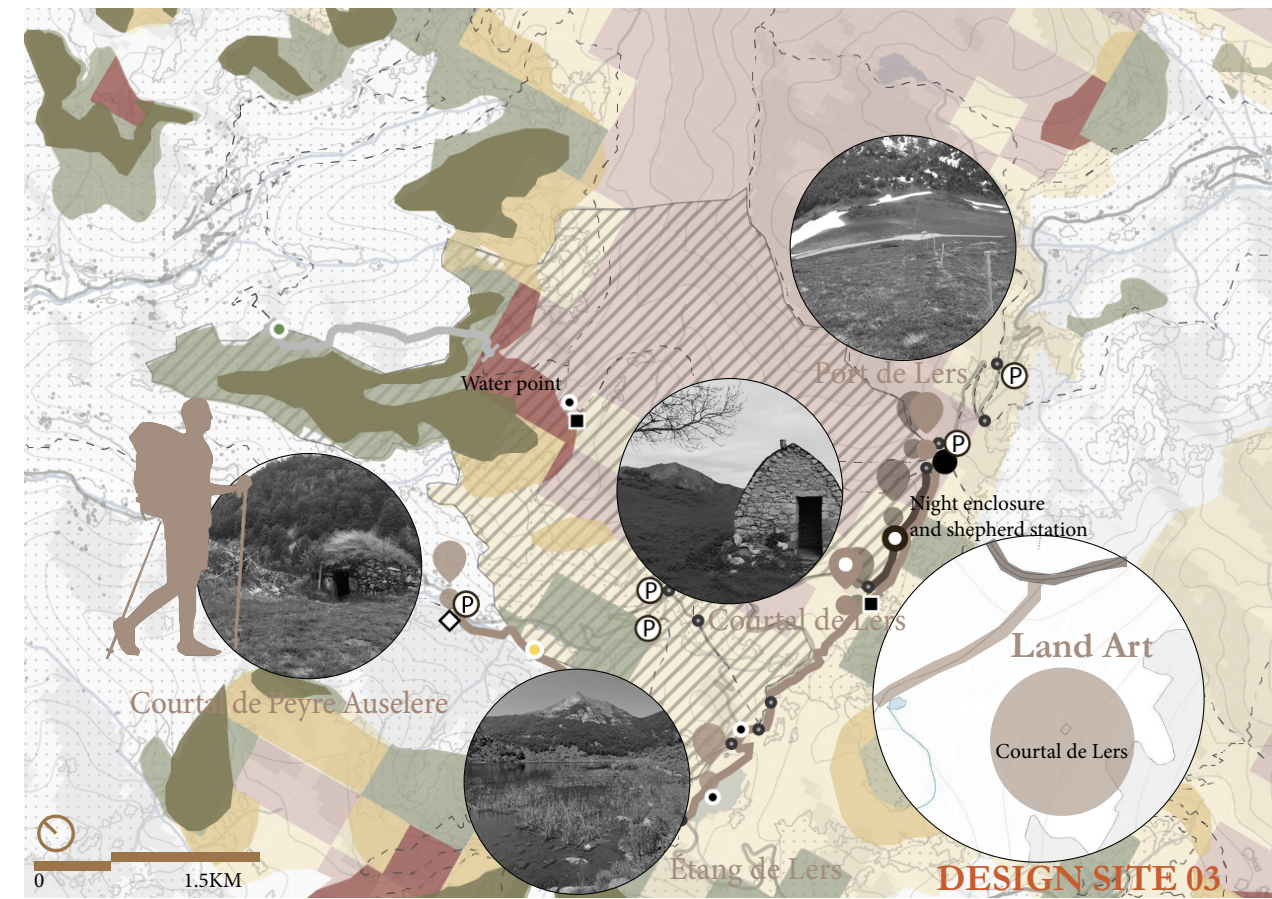 Port de Lers
P
Water point
P
Night enclosure
and shepherd station
P
P
Courtal de Lers
P
Land Art
Courtal de Peyre Auselere
Courtal de Lers
Étang de Lers
0
1.5KM
DESIGN SITE 03